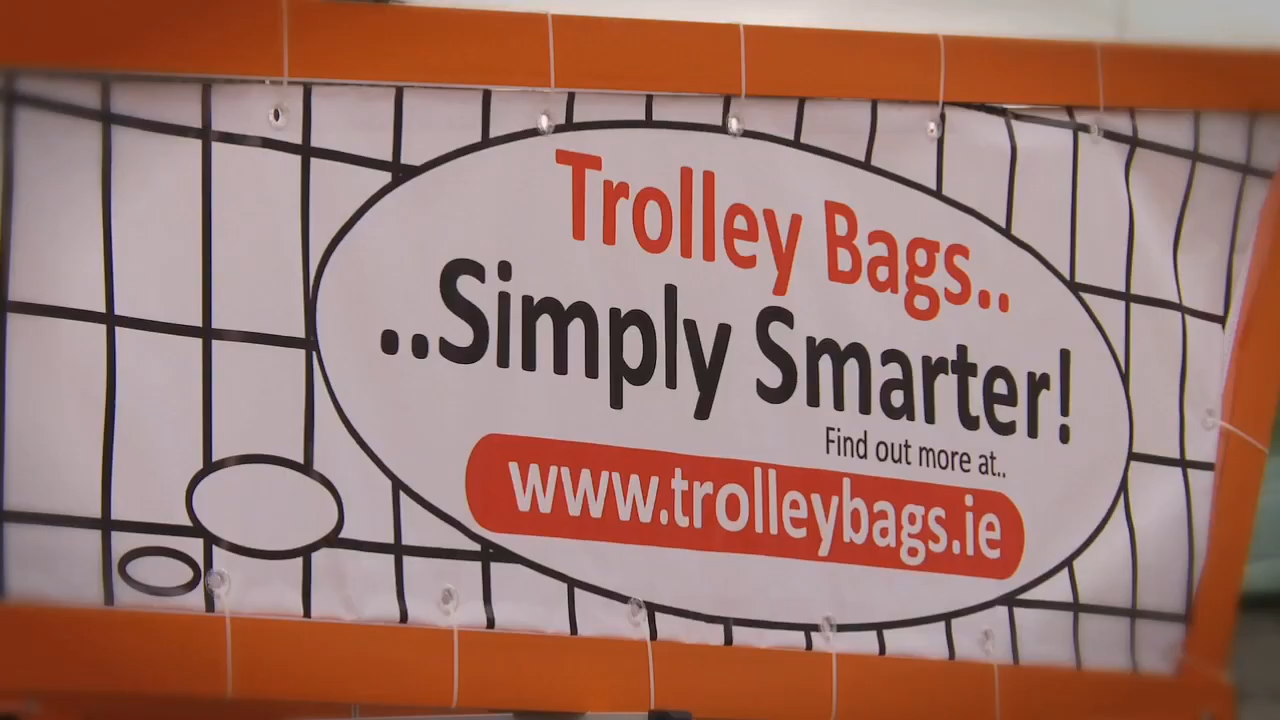 Trolley Bags..
..Simply Smarter!
Find out more at..
www.trolleybags.ie